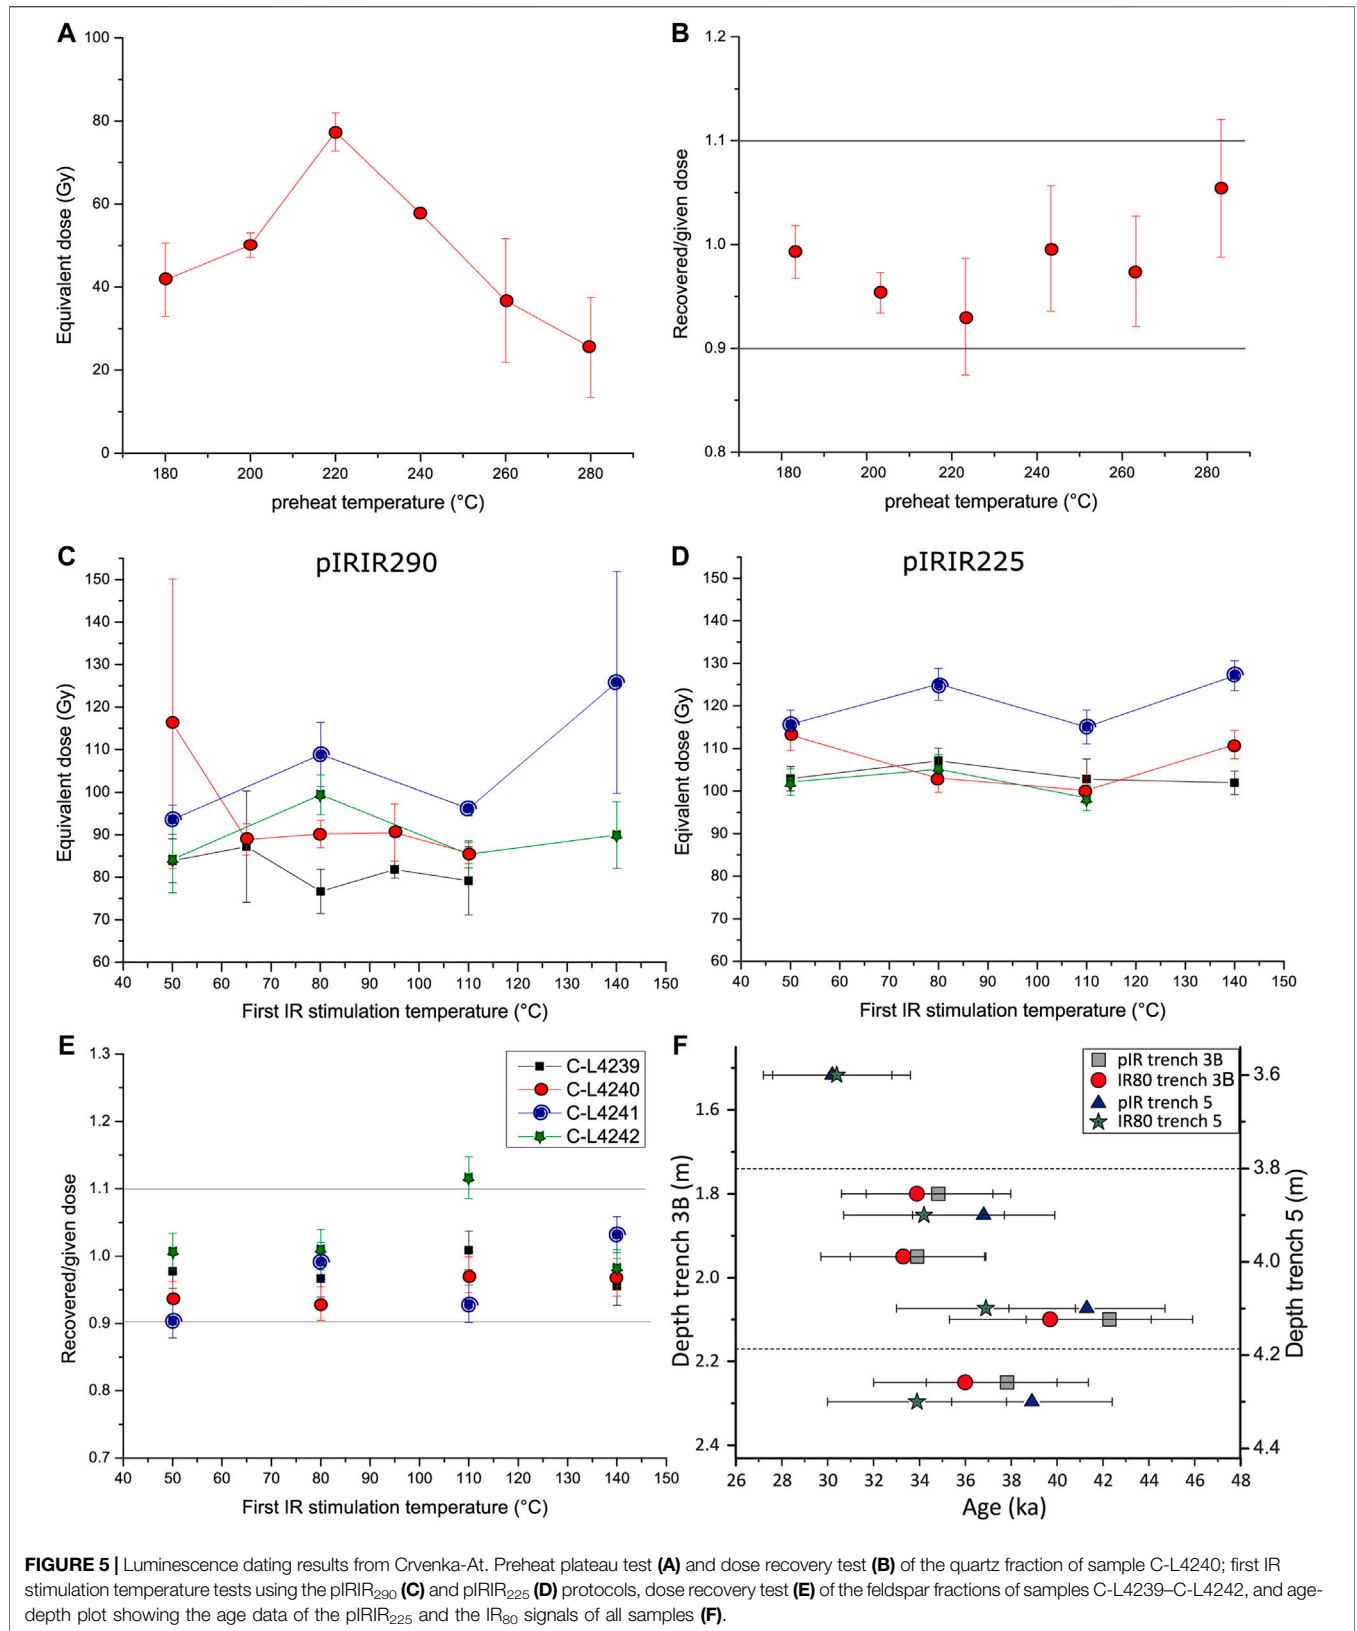 A
100
80
60
40
20
0
Equivalent dose (Gy)
180 200 220 240 260 280
preheat temperature (°C)
B
1.2
1.1
1.0
0.9
0.8
Recovered/given dose
180 200 220 240 260 280
preheat temperature (°C)
C
pIRIR290
150
140
130
120
110
100
90
80
70
60
Equivalent dose (Gy)
40 50 60 70 80 90 100 110 120 130 140 150
First IR stimulation temperature (°C)
D
pIRIR225
150
140
130
120
110
100
90
80
70
60
Eqivalent dose (Gy)
40 50 60 70 80 90 100 110 120 130 140 150
First IR stimulation temperature (°C)
E
1.3
1.2
1.1
1.0
0.9
0.8
0.7
Recovered/given dose
C-L4239
C-L4240
C-L4241
C-L4242
40 50 60 70 80 90 100 110 120 130 140 150
First IR stimulation temperature (°C)
F
pIR trench 3B
IR80 trench 3B
pIR trench 5
IR80 trench 5
1.6
1.8
2.0
2.2
2.4
Depth trench 3B (m)
3.6
3.8
4.0
4.2
4.4
Depth trench 5 (m)
26 28 30 32 34 36 38 40 42 44 46 48
Age (ka)
FIGURE 5 | Luminescence dating results from Crvenka-At. Preheat plateau test (A) and dose recovery test (B) of the quartz fraction of sample C-L4240; first IR
stimulation temperature tests using the pIRIR290 (C) and pIRIR225 (D) protocols, dose recovery test (E) of the feldspar fractions of samples C-L4239–C-L4242, and age-
depth plot showing the age data of the pIRIR225 and the IR80 signals of all samples (F).